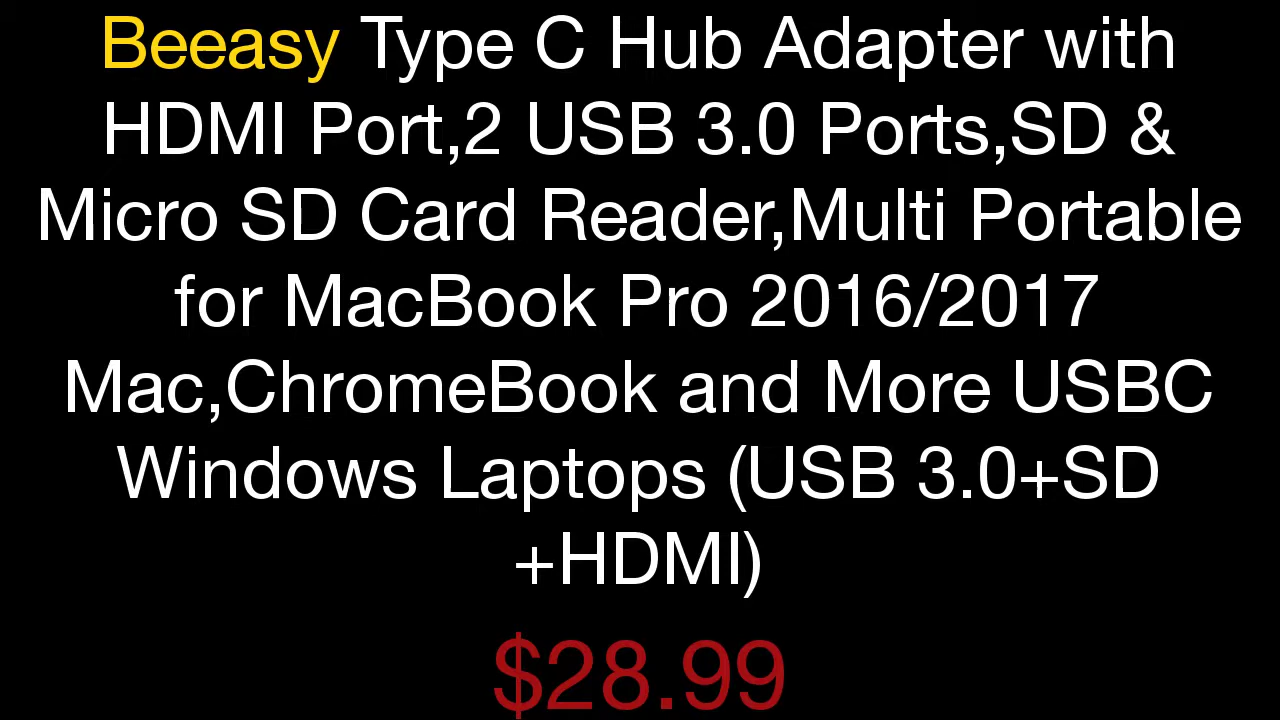 Beeasy Type C Hub Adapter with
HDMI Port,2 USB 3.0 Ports,SD &
Micro SD Card Reader,Multi Portable
for MacBook Pro 2016/2017
Mac,ChromeBook and More USBC
Windows Laptops (USB 3.0+SD
+HDMI)
$28.99